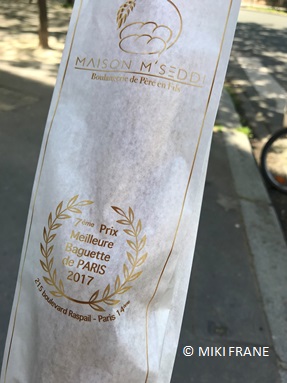 MAISON M'SEDDI
Boulangerie de Père en Fils
7ème Prix
Meilleure
Baguette
de PARIS
2017
215 boulevard Raspail - Paris 14ème
© MIKI FRANE